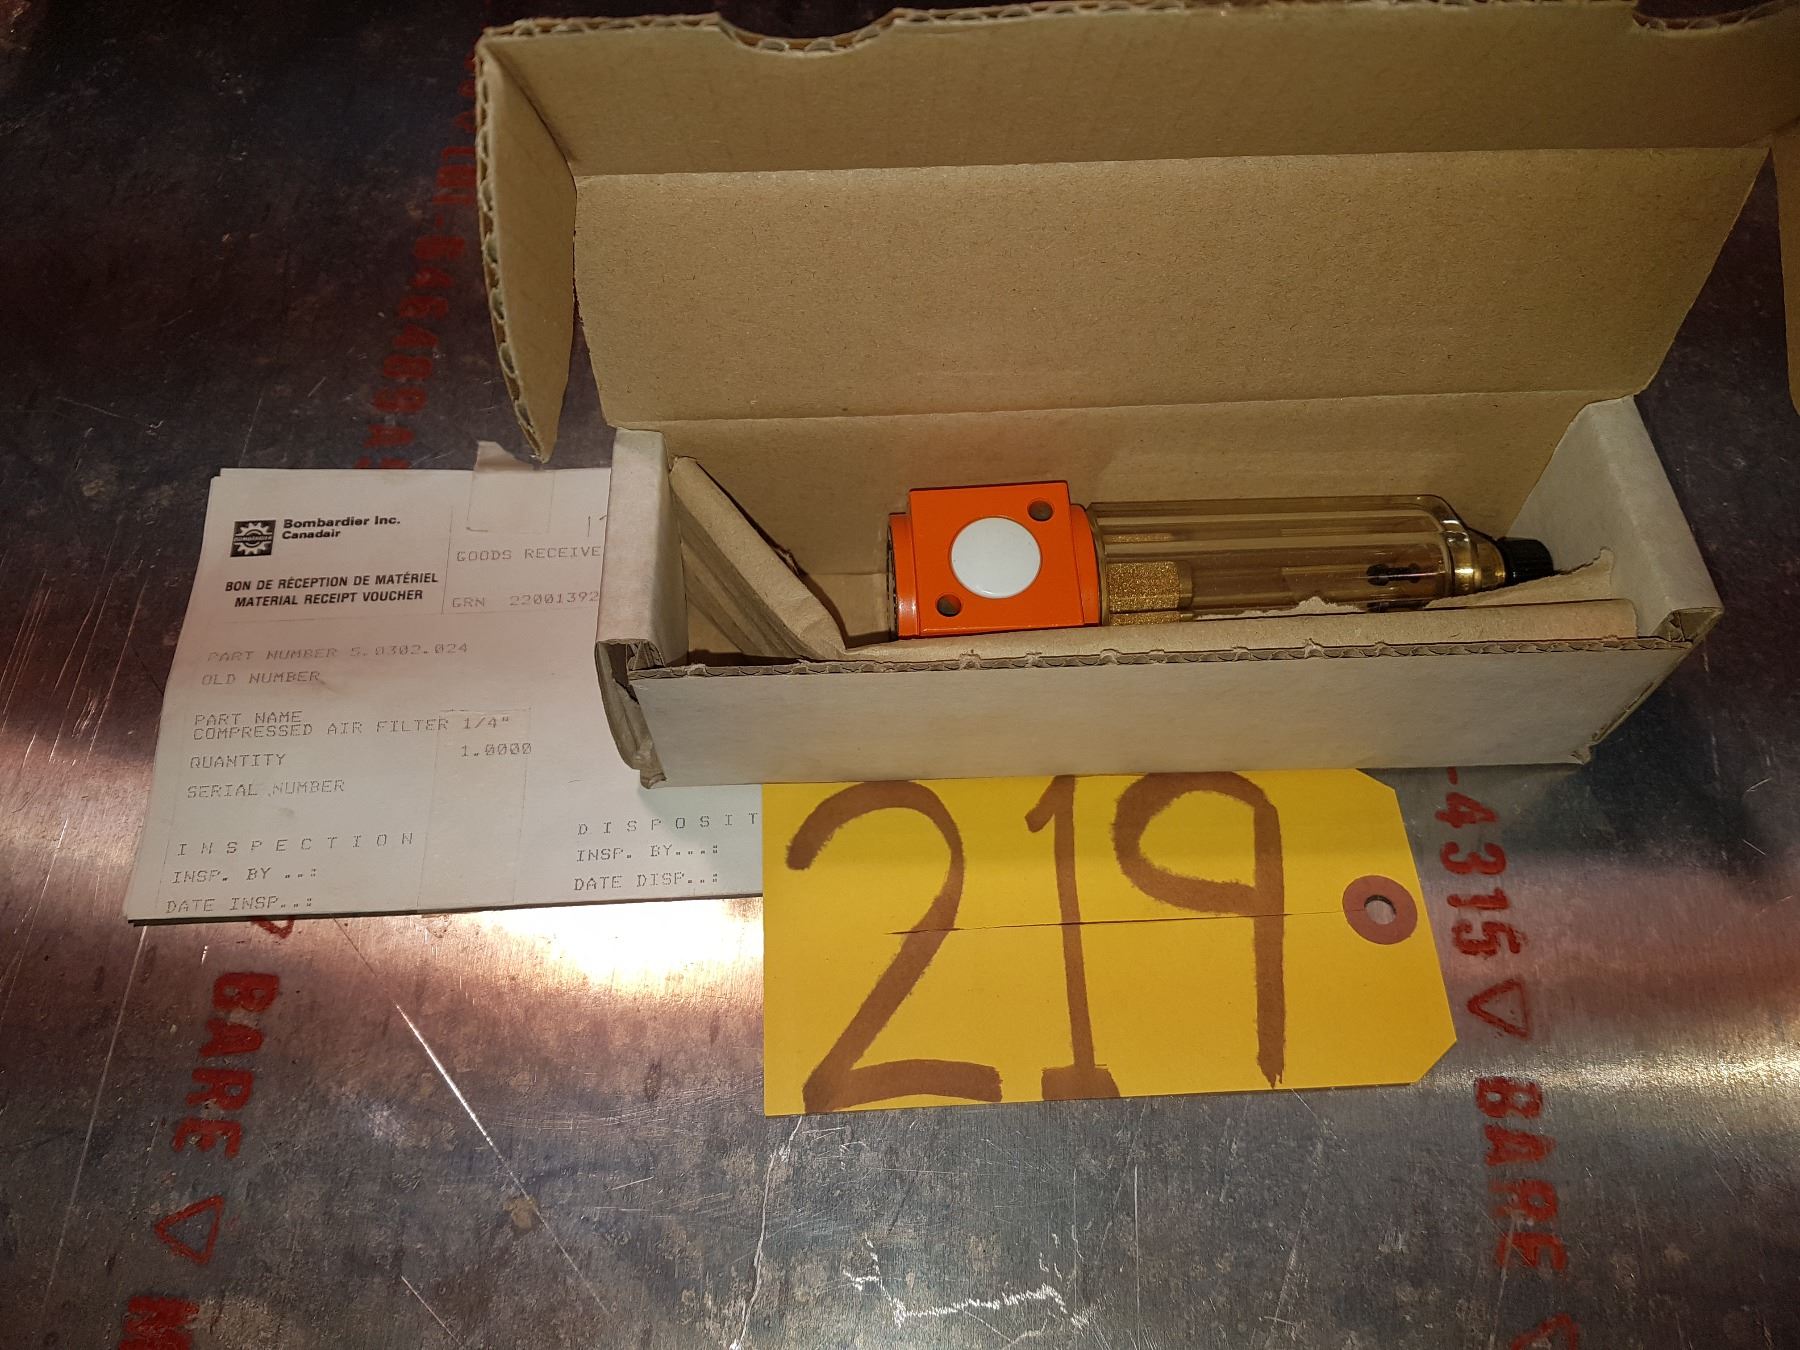 Bombardier Inc.
Canadair
BOMBARDIER
BON DE RÉCEPTION DE MATÉRIEL
MATERIAL RECEIPT VOUCHER
GOODS RECEIVE
GRN 22001392
PART NUMBER 5.0302.024
OLD NUMBER
PART NAME
COMPRESSED AIR FILTER 1/4"
QUANTITY 1.0000
SERIAL NUMBER
INSPECTION
INSP. BY ..:
DATE INSP..:
DISPOSIT
INSP. BY...:
DATE DISP..:
219
BARE
-4315 ▽ BARE